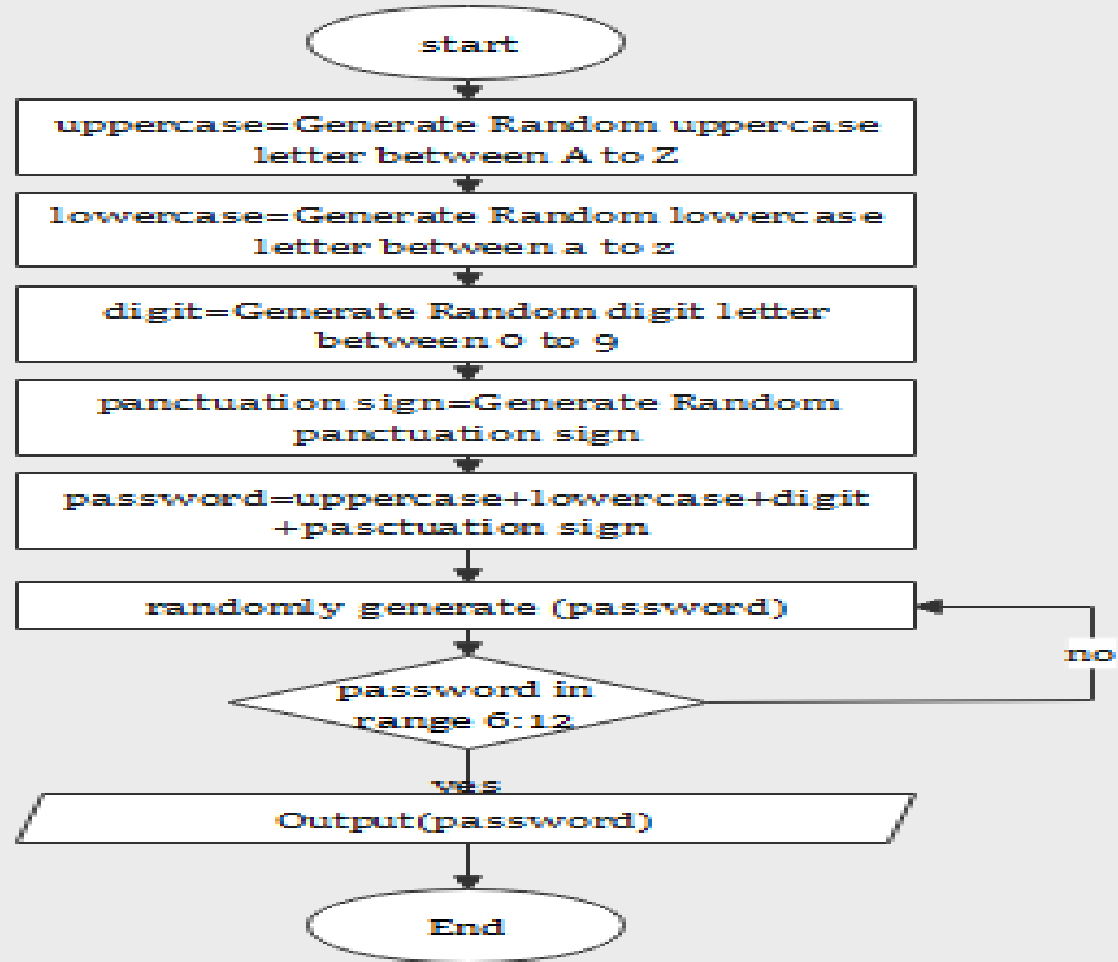 start
uppercase=Generate Random uppercase
letter between A to Z
lowercase=Generate Random lowercase
letter between a to z
digit=Generate Random digit letter
between 0 to 9
panctuation sign=Generate Random
panctuation sign
password=uppercase+lowercase+digit
+pasctuation sign
randomly generate (password)
no
password in
range 6:12
yes
Output(password)
End